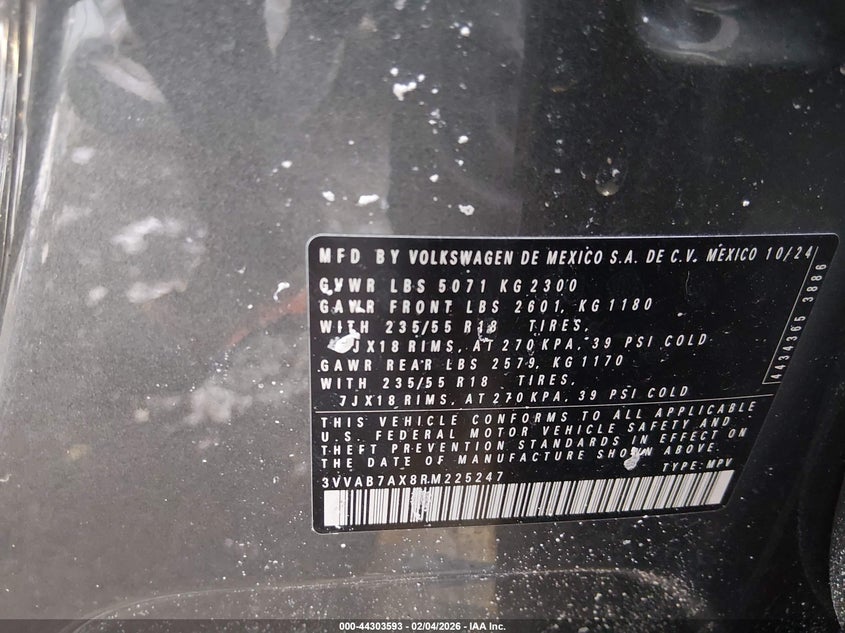 MFD BY VOLKSWAGEN DE MEXICO S.A. DE C.V. MEXICO 10/24
GVWR LBS 5071 KG 2300
GAWR FRONT LBS 2601, KG 1180
WITH 235/55 R18 TIRES,
7JX18 RIMS, AT 270 KPA, 39 PSI COLD
GAWR REAR LBS 2579, KG 1170
WITH 235/55 R18 TIRES,
7JX18 RIMS, AT 270 KPA, 39 PSI COLD
4434365 3886
THIS VEHICLE CONFORMS TO ALL APPLICABLE
U.S. FEDERAL MOTOR VEHICLE SAFETY AND
THEFT PREVENTION STANDARDS IN EFFECT ON
THE DATE OF MANUFACTURE SHOWN ABOVE
TYPE: MPV
3VVAB7AX8RM225247
000-44303593 - 02/04/2026 - IAA Inc.